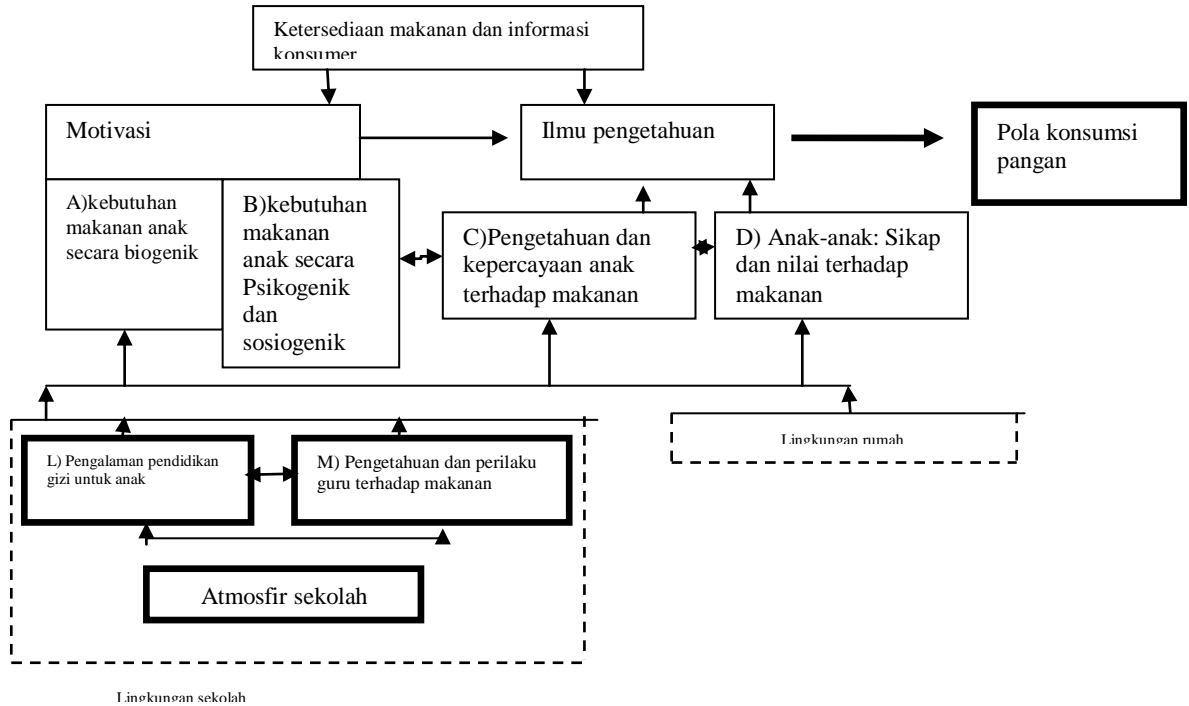 Ketersediaan makanan dan informasi
konsumer
Motivasi
Ilmu pengetahuan
Pola konsumsi
pangan
A)kebutuhan
makanan anak
secara biogenik
B)kebutuhan
makanan
anak secara
Psikogenik
dan
sosiogenik
C)Pengetahuan dan
kepercayaan anak
terhadap makanan
D) Anak-anak: Sikap
dan nilai terhadap
makanan
Lingkungan rumah
L) Pengalaman pendidikan
gizi untuk anak
M) Pengetahuan dan perilaku
guru terhadap makanan
Atmosfir sekolah
Lingkungan sekolah